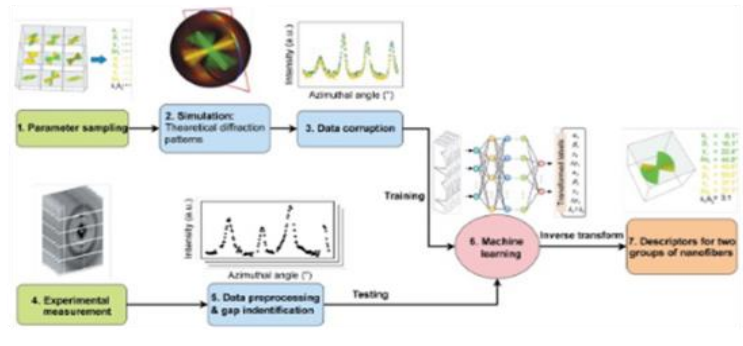 Intensity (a.u.)
Azimuthal angle (°)
1. Parameter sampling
2. Simulation:
Theoretical diffraction
patterns
3. Data corruption
Transformed labels
Training
Intensity (a.u.)
Azimuthal angle (°)
6. Machine
learning
Inverse transform
7. Descriptors for two
groups of nanofibers
4. Experimental
measurement
5. Data preprocessing
& gap indentification
Testing